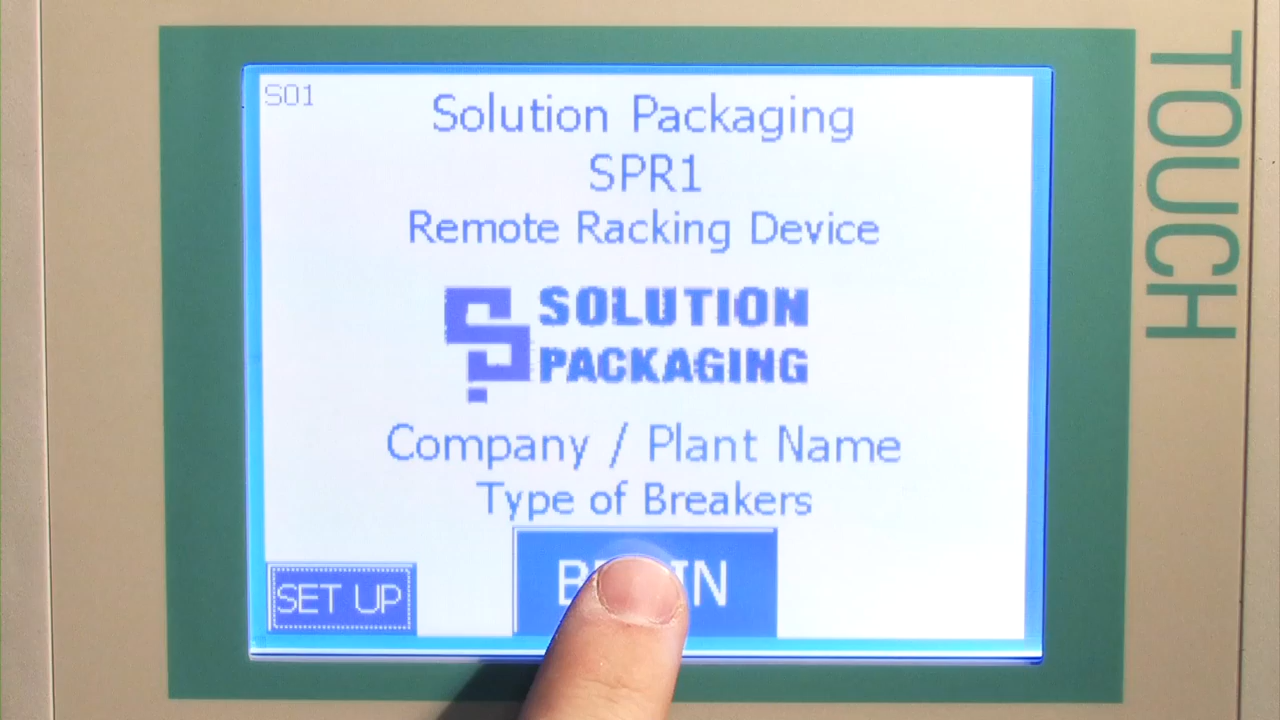 S01
Solution Packaging
SPR1
Remote Racking Device
SOLUTION
PACKAGING
Company / Plant Name
Type of Breakers
SET UP
TOUCH